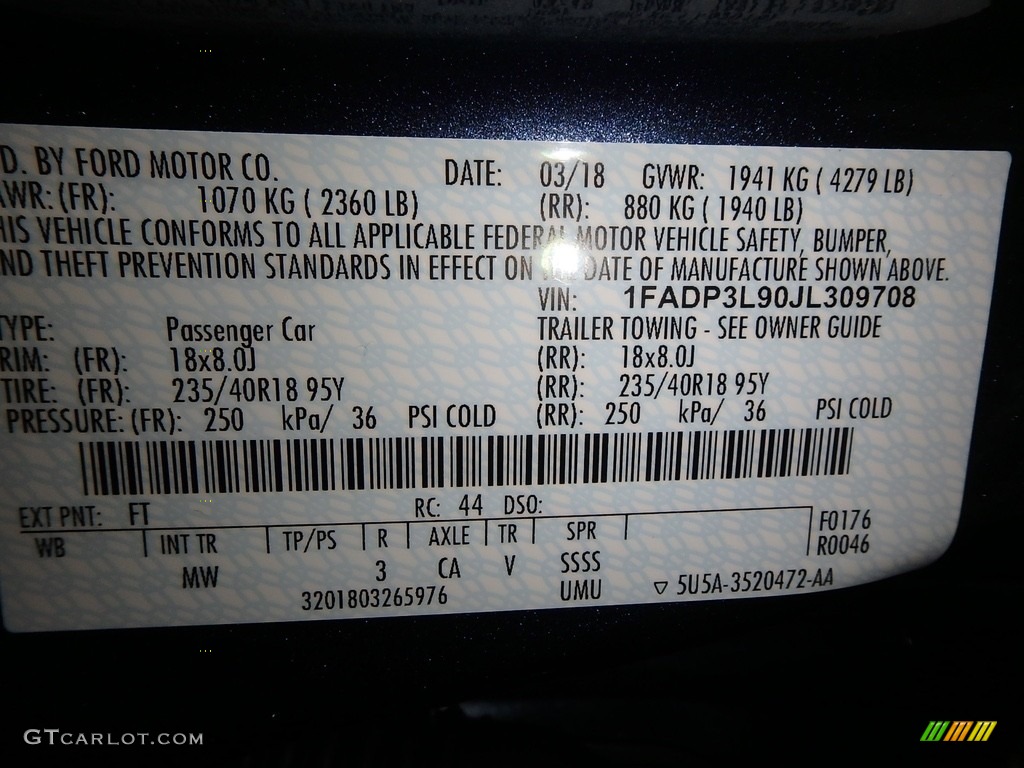 D. BY FORD MOTOR CO. DATE: 03/18 GVWR: 1941 KG ( 4279 LB)
AWR: (FR): 1070 KG ( 2360 LB) (RR): 880 KG ( 1940 LB)
HIS VEHICLE CONFORMS TO ALL APPLICABLE FEDERAL MOTOR VEHICLE SAFETY, BUMPER,
ND THEFT PREVENTION STANDARDS IN EFFECT ON DATE OF MANUFACTURE SHOWN ABOVE.
VIN: 1FADP3L90JL309708
TYPE: Passenger Car TRAILER TOWING - SEE OWNER GUIDE
RIM: (FR): 18x8.0J (RR): 18x8.0J
TIRE: (FR): 235/40R18 95Y (RR): 235/40R18 95Y
PRESSURE: (FR): 250 kPa/ 36 PSI COLD (RR): 250 kPa/ 36 PSI COLD
EXT PNT: FT RC: 44 DSO:
WB INT TR TP/PS R AXLE TR SPR F0176
R0046
MW 3 CA V SSSS
3201803265976 UMU ▽ 5U5A-3520472-AA
GTCARLOT.COM